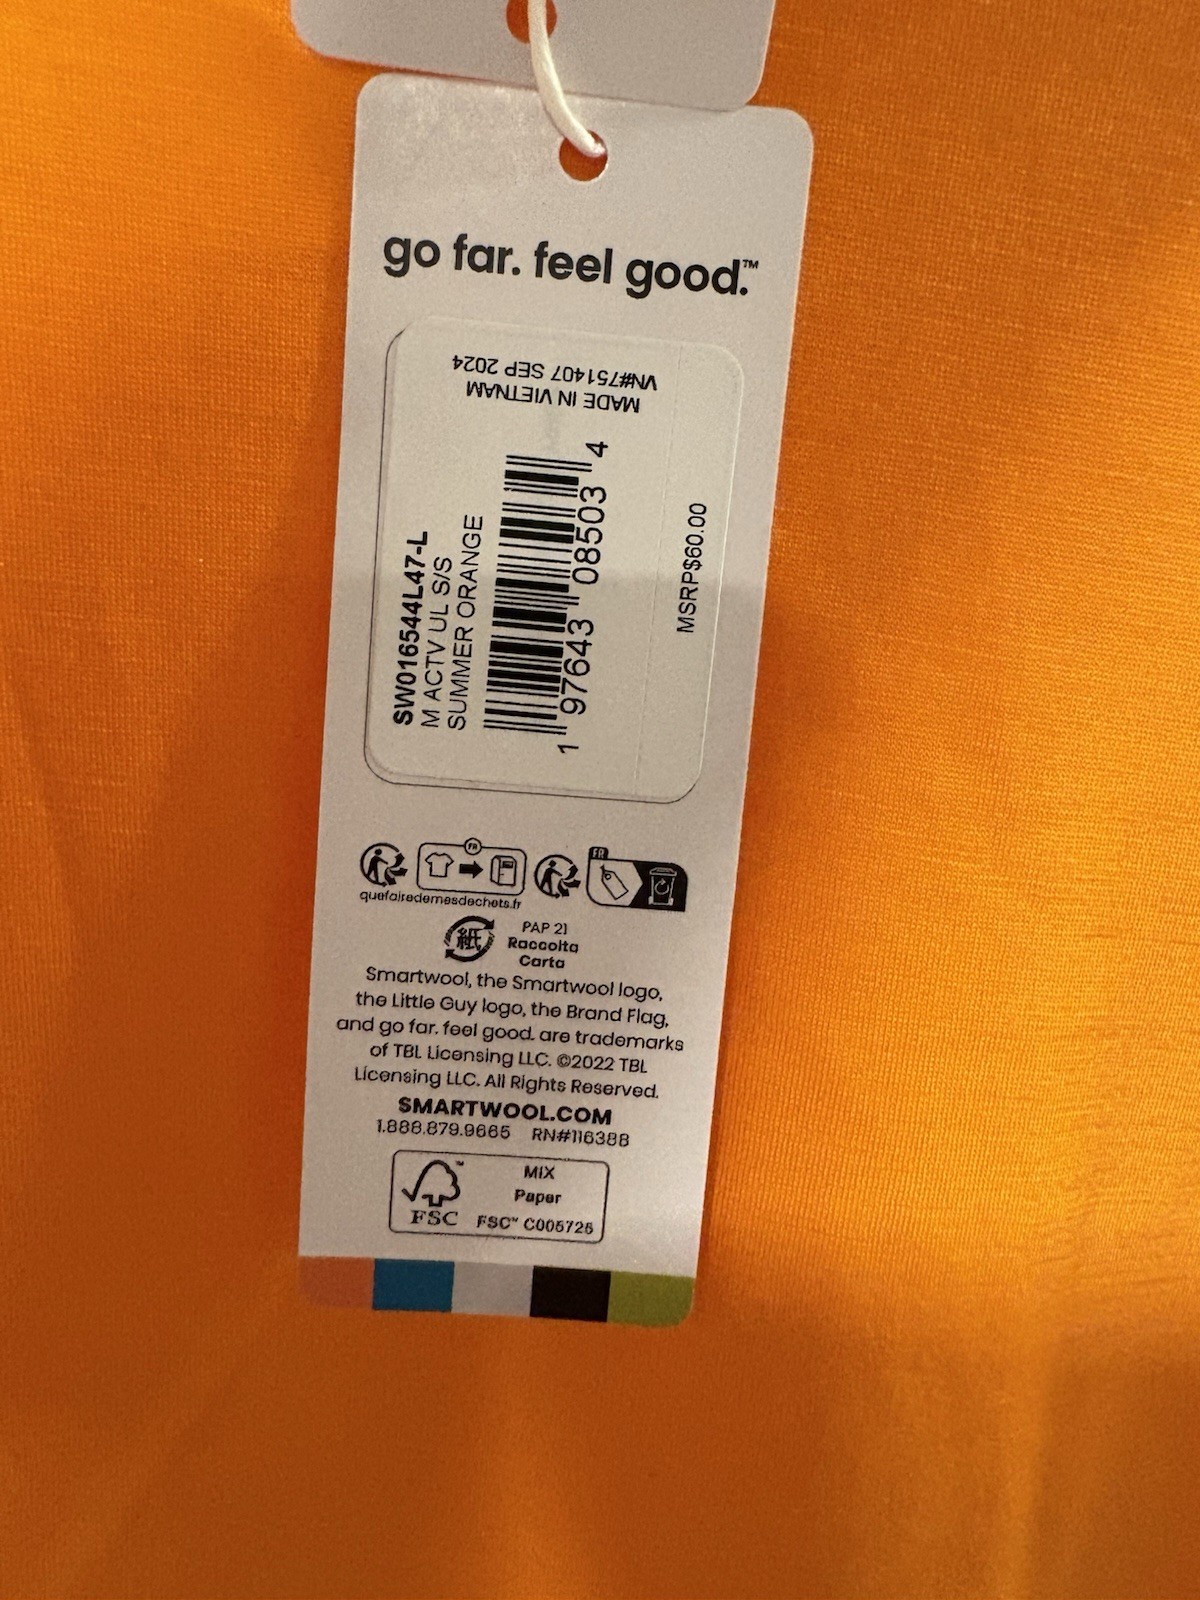 go far. feel good.™
VN#751407 SEP 2024
MADE IN VIETNAM
SW016544L47-L
M ACTV UL S/S
SUMMER ORANGE
1 97643 08503 4
MSRP$60.00
FR
FR
quefairedemesdechets.fr
紙
PAP 21
Raccolta
Carta
Smartwool, the Smartwool logo,
the Little Guy logo, the Brand Flag,
and go far. feel good. are trademarks
of TBL Licensing LLC. ©2022 TBL
Licensing LLC. All Rights Reserved.
SMARTWOOL.COM
1.888.879.9665 RN#116388
MIX
Paper
FSC FSC™ C005725